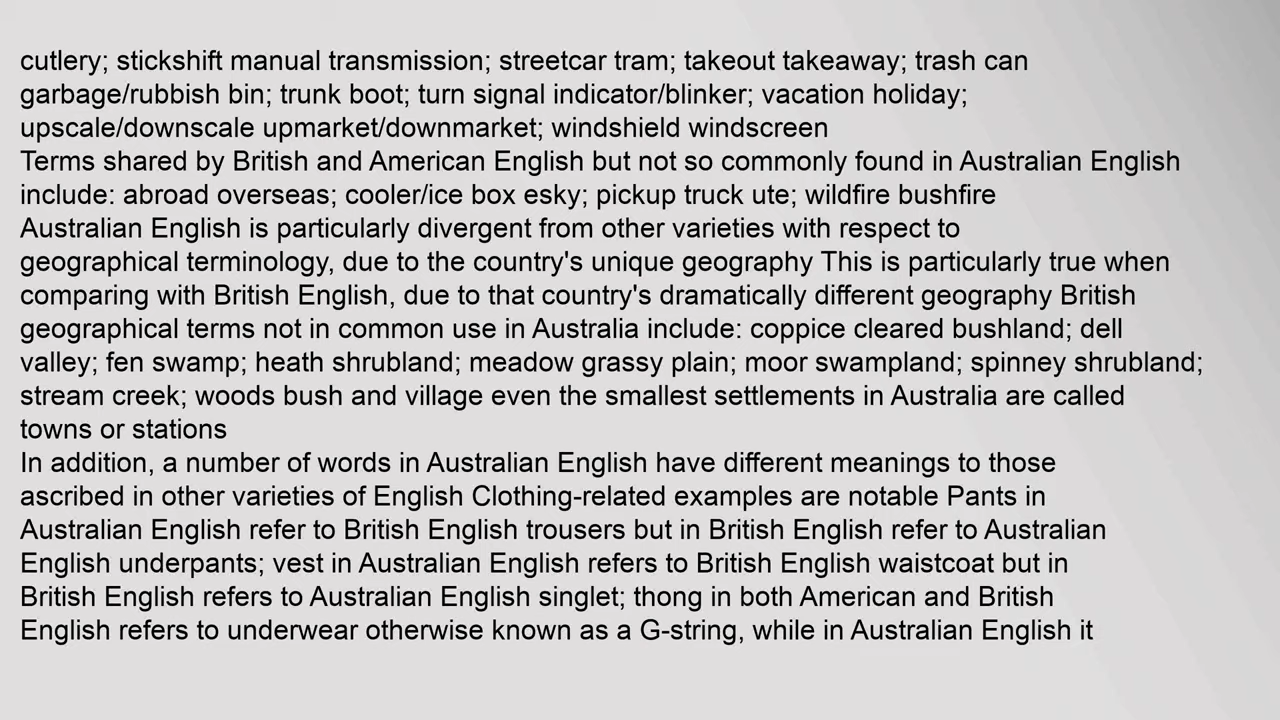 cutlery; stickshift manual transmission; streetcar tram; takeout takeaway; trash can
garbage/rubbish bin; trunk boot; turn signal indicator/blinker; vacation holiday;
upscale/downscale upmarket/downmarket; windshield windscreen
Terms shared by British and American English but not so commonly found in Australian English
include: abroad overseas; cooler/ice box esky; pickup truck ute; wildfire bushfire
Australian English is particularly divergent from other varieties with respect to
geographical terminology, due to the country's unique geography This is particularly true when
comparing with British English, due to that country's dramatically different geography British
geographical terms not in common use in Australia include: coppice cleared bushland; dell
valley; fen swamp; heath shrubland; meadow grassy plain; moor swampland; spinney shrubland;
stream creek; woods bush and village even the smallest settlements in Australia are called
towns or stations
In addition, a number of words in Australian English have different meanings to those
ascribed in other varieties of English Clothing-related examples are notable Pants in
Australian English refer to British English trousers but in British English refer to Australian
English underpants; vest in Australian English refers to British English waistcoat but in
British English refers to Australian English singlet; thong in both American and British
English refers to underwear otherwise known as a G-string, while in Australian English it